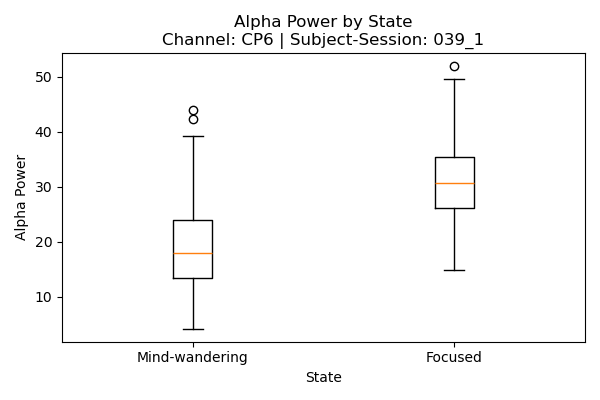 Alpha Power by State
Channel: CP6 | Subject-Session: 039_1
Alpha Power
50
40
30
20
10
Mind-wandering
Focused
State